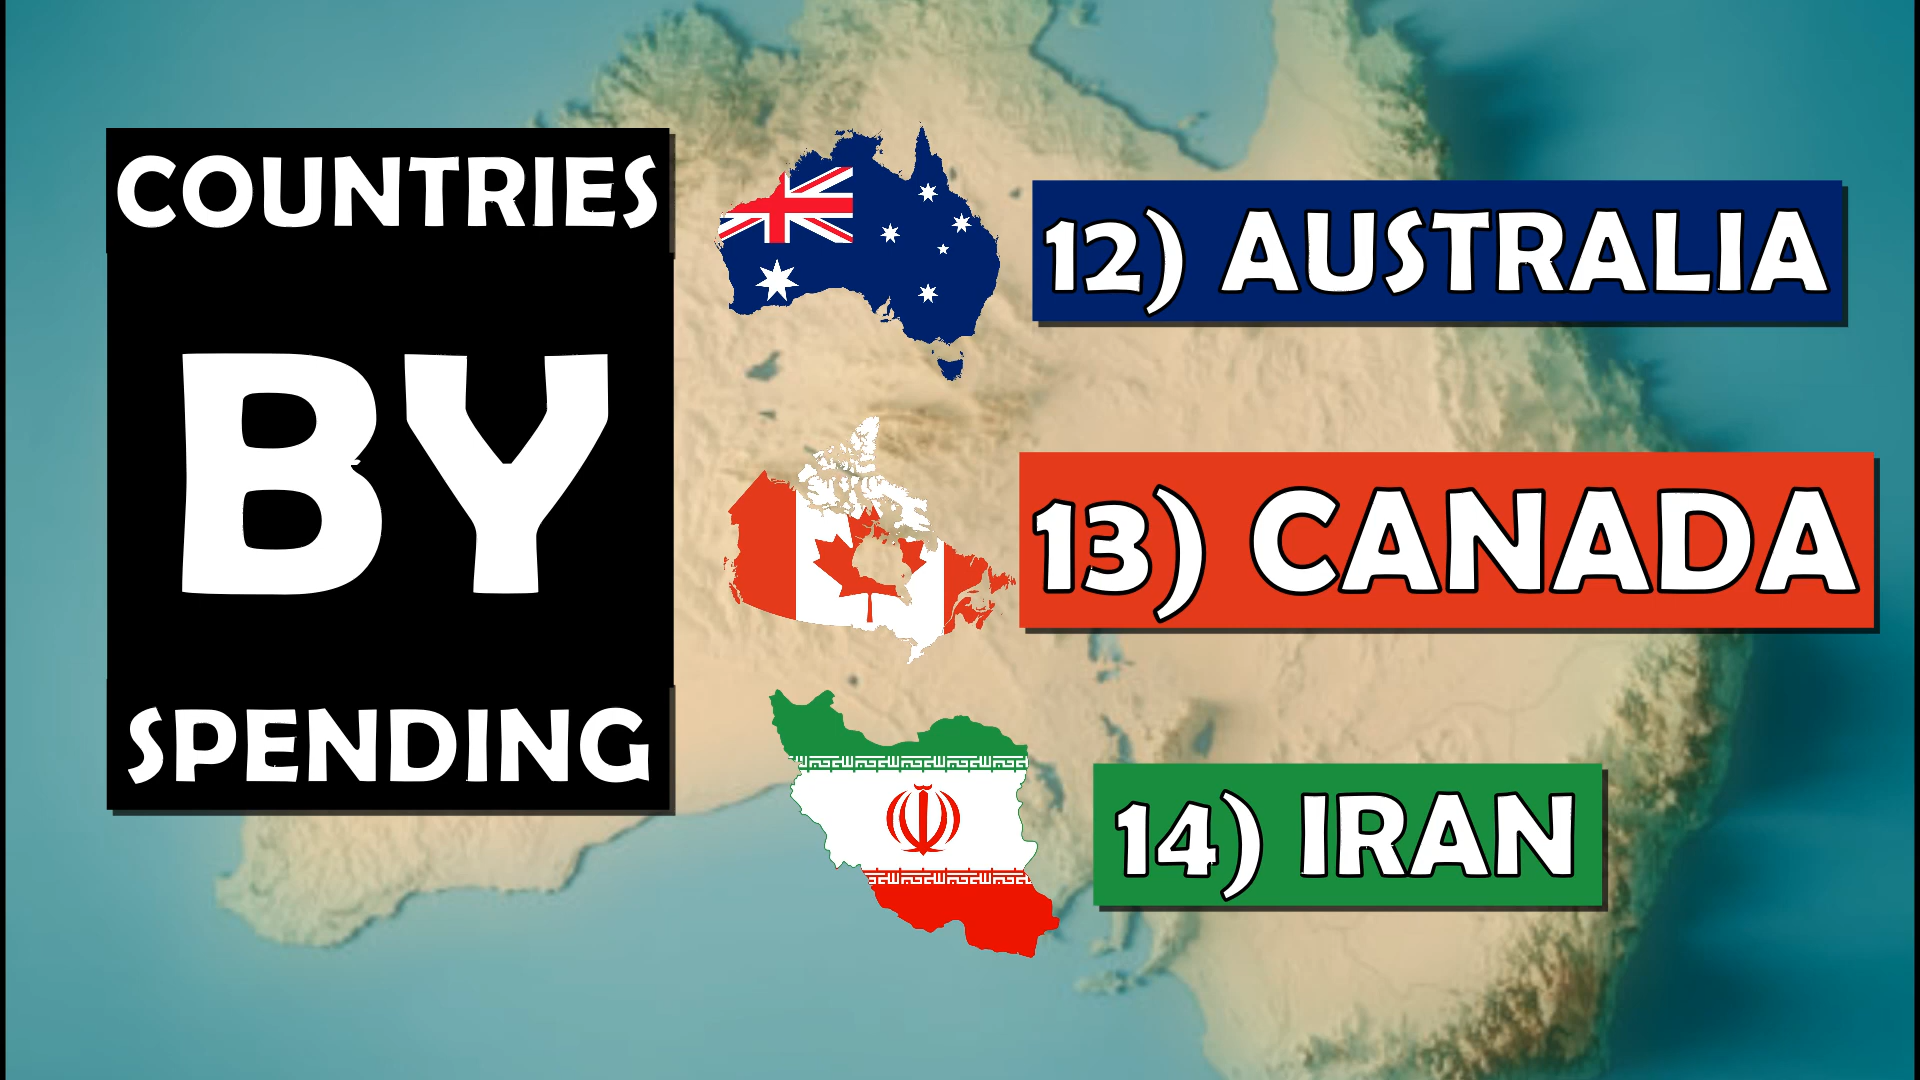 COUNTRIES
BY
SPENDING
12) AUSTRALIA
13) CANADA
14) IRAN